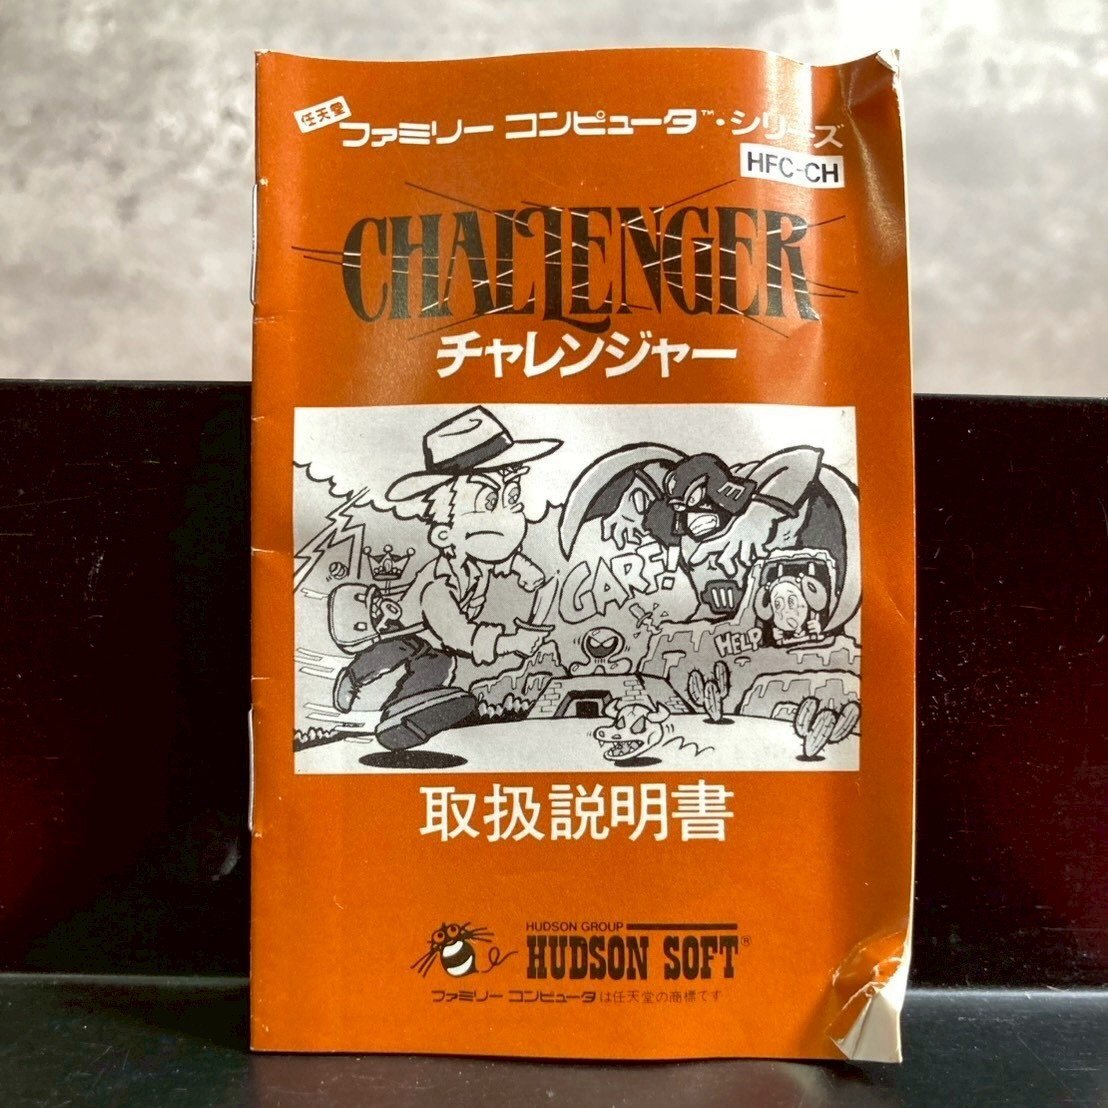 任天堂
ファミリー コンピュータ™・シリーズ
HFC-CH
CHALLENGER
チャレンジャー
GARF!
HELP
取扱説明書
HUDSON GROUP
HUDSON SOFT®
ファミリー コンピュータは任天堂の商標です